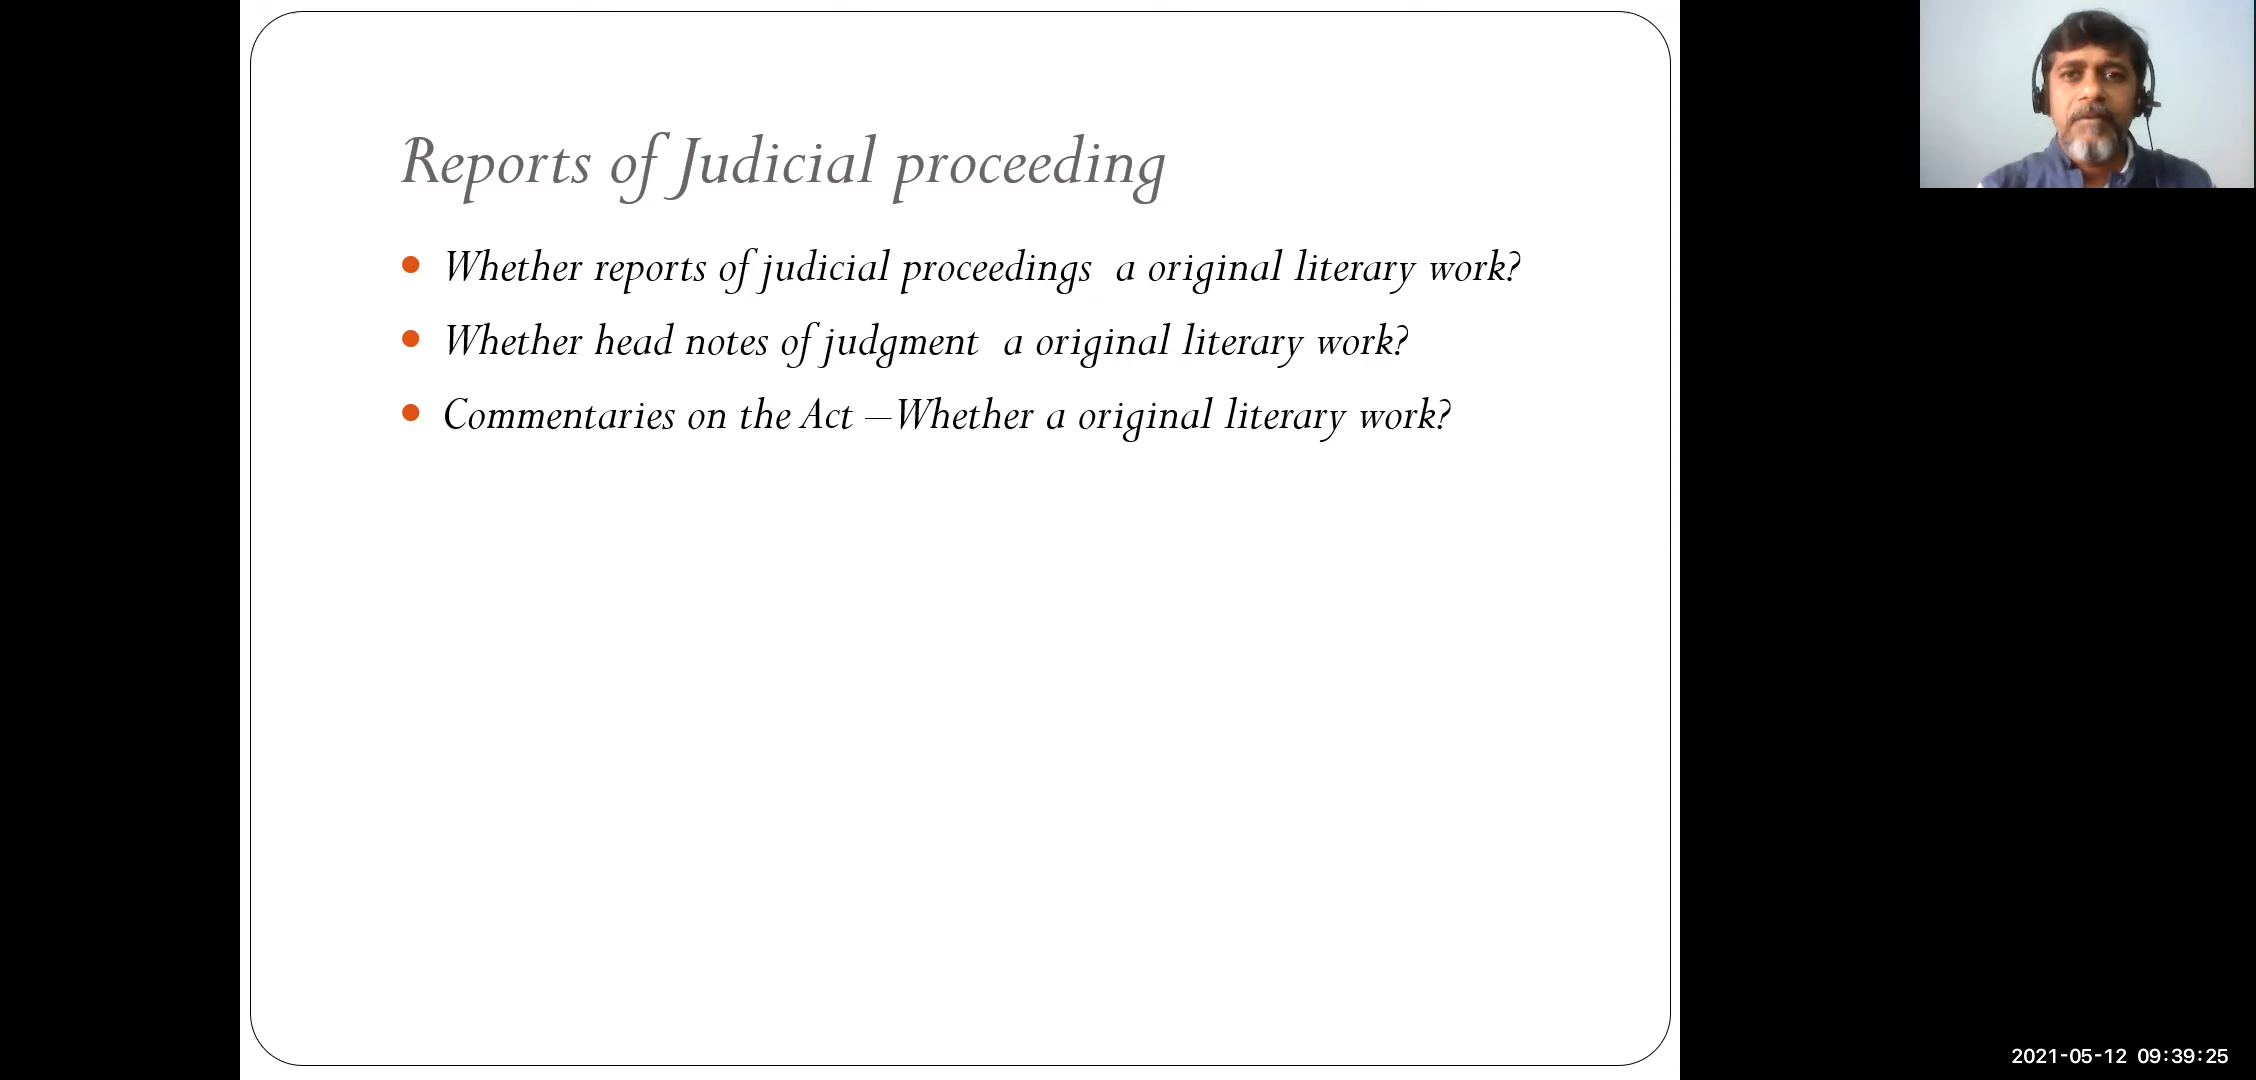 Reports of Judicial proceeding
Whether reports of judicial proceedings a original literary work?
Whether head notes of judgment a original literary work?
Commentaries on the Act –Whether a original literary work?
2021-05-12 09:39:25